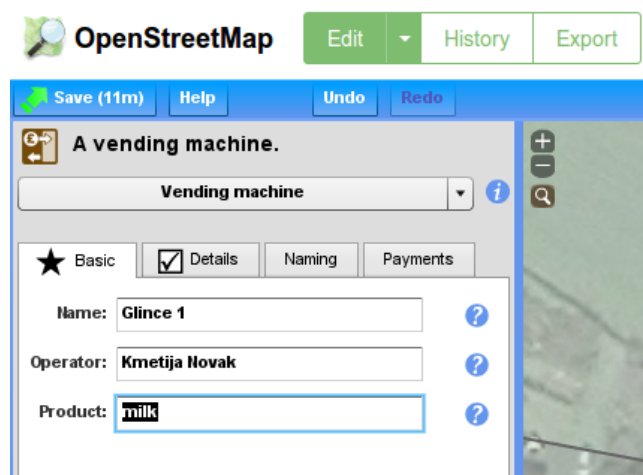 OpenStreetMap Edit History Export
Save (11m) Help Undo Redo
A vending machine.
Vending machine
Basic Details Naming Payments
Name: Glince 1
Operator: Kmetija Novak
Product: milk